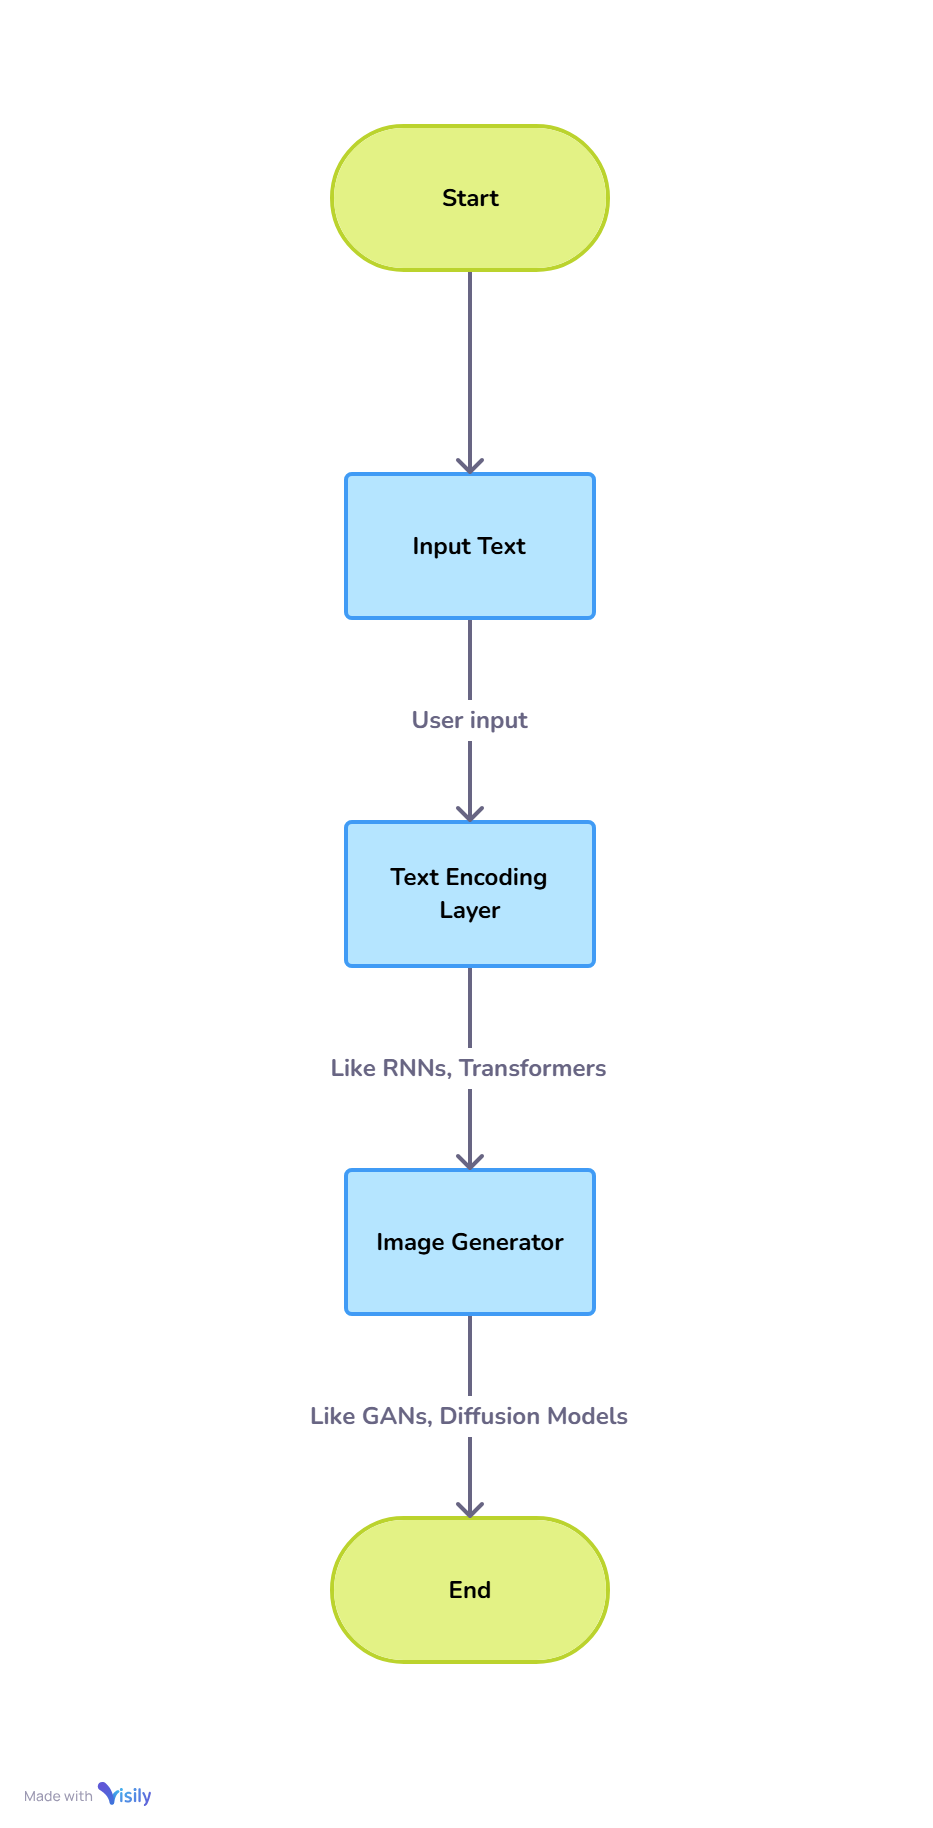 Start
Input Text
User input
Text Encoding
Layer
Like RNNs, Transformers
Image Generator
Like GANs, Diffusion Models
End
Made with Visily